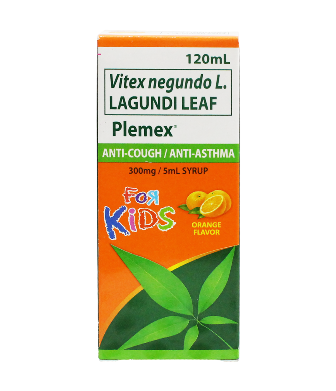 120mL
Vitex negundo L.
LAGUNDI LEAF
Plemex®
ANTI-COUGH / ANTI-ASTHMA
300mg / 5mL SYRUP
FOR
KiDS
ORANGE
FLAVOR